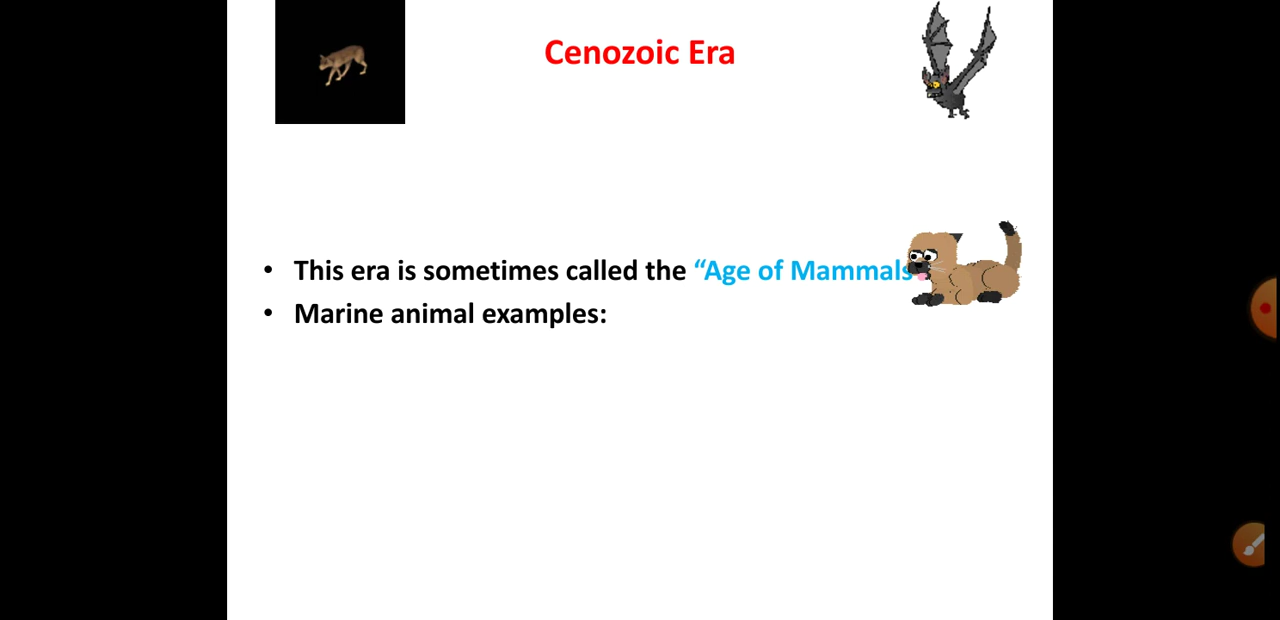 Cenozoic Era
• This era is sometimes called the “Age of Mammals
• Marine animal examples: